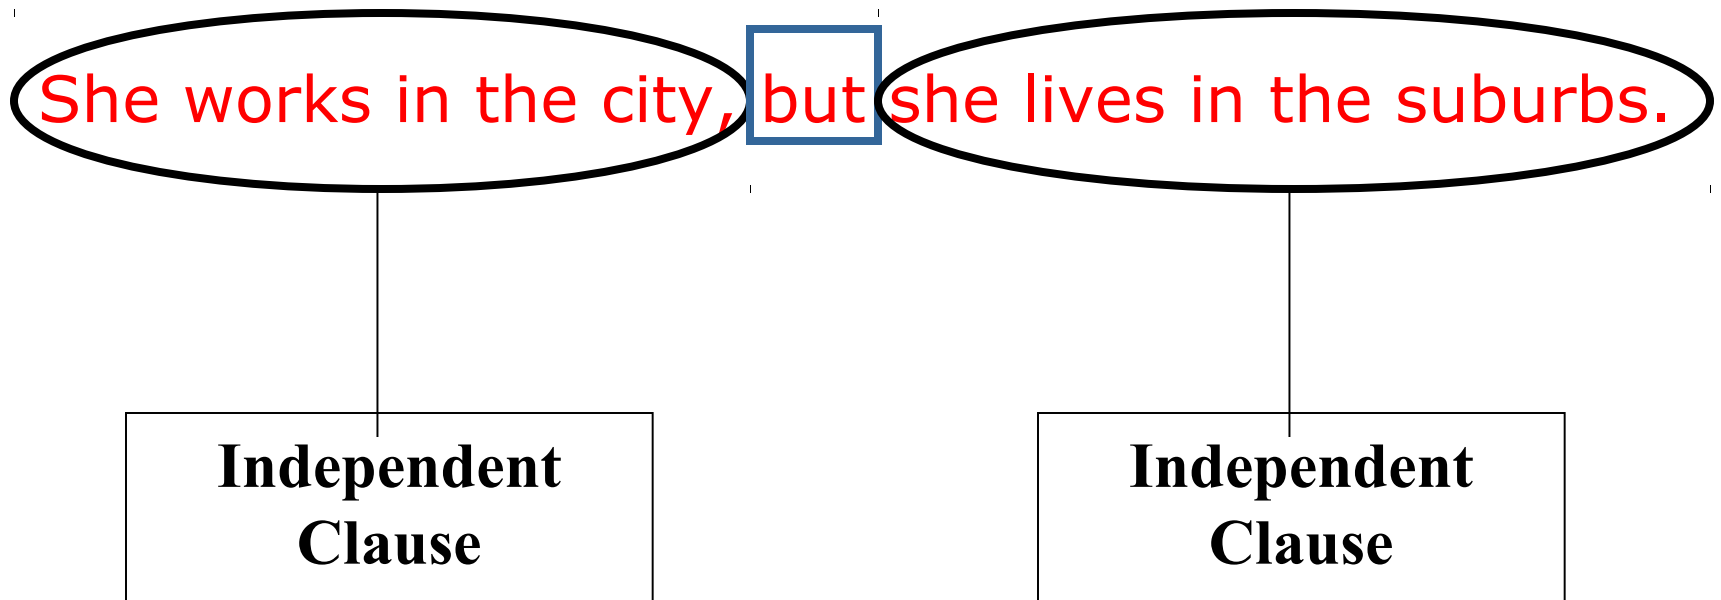 She works in the city, but she lives in the suburbs.
Independent
Clause
Independent
Clause